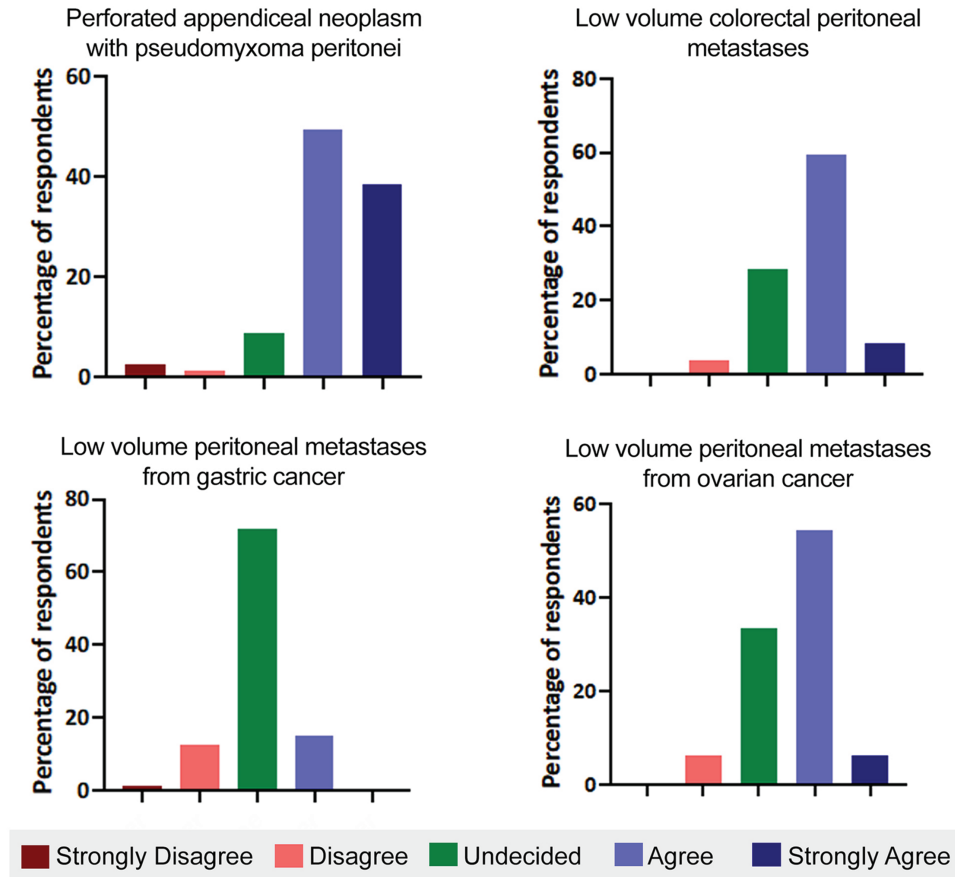 Perforated appendiceal neoplasm
with pseudomyxoma peritonei
Percentage of respondents
60
40
20
0
Low volume colorectal peritoneal
metastases
Percentage of respondents
80
60
40
20
0
Low volume peritoneal metastases
from gastric cancer
Percentage of respondents
80
60
40
20
0
Low volume peritoneal metastases
from ovarian cancer
Percentage of respondents
60
40
20
0
Strongly Disagree Disagree Undecided Agree Strongly Agree